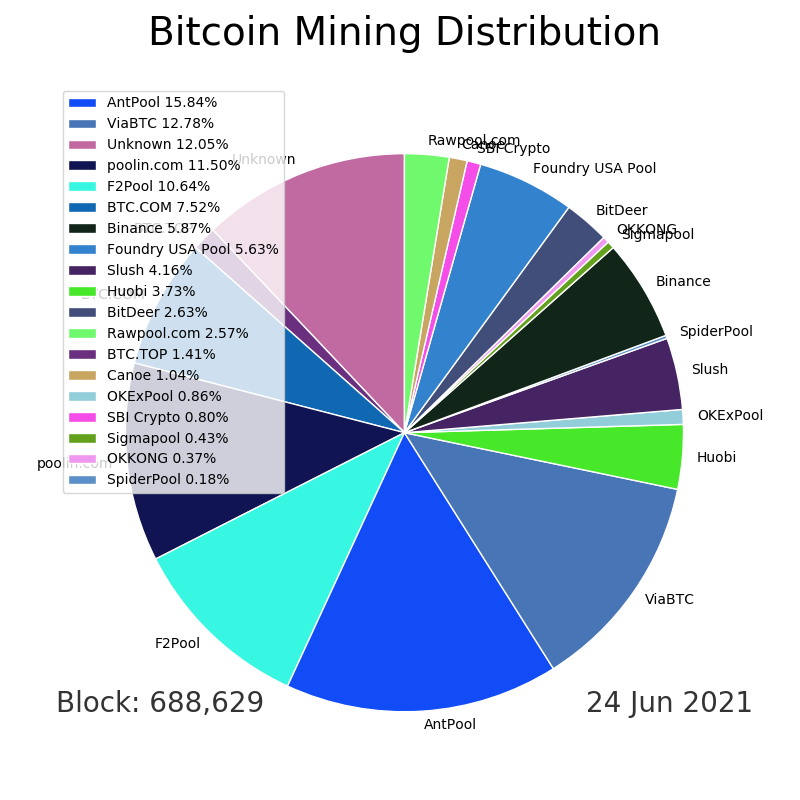 Bitcoin Mining Distribution
AntPool 15.84%
ViaBTC 12.78%
Unknown 12.05%
poolin.com 11.50%
F2Pool 10.64%
BTC.COM 7.52%
Binance 5.87%
Foundry USA Pool 5.63%
Slush 4.16%
Huobi 3.73%
BitDeer 2.63%
Rawpool.com 2.57%
BTC.TOP 1.41%
Canoe 1.04%
OKExPool 0.86%
SBI Crypto 0.80%
Sigmapool 0.43%
OKKONG 0.37%
SpiderPool 0.18%
Rawpool.com
Canoe
SBI Crypto
Foundry USA Pool
BitDeer
OKKONG
Sigmapool
Binance
SpiderPool
Slush
OKExPool
Huobi
ViaBTC
AntPool
F2Pool
poolin.com
Unknown
Block: 688,629
24 Jun 2021